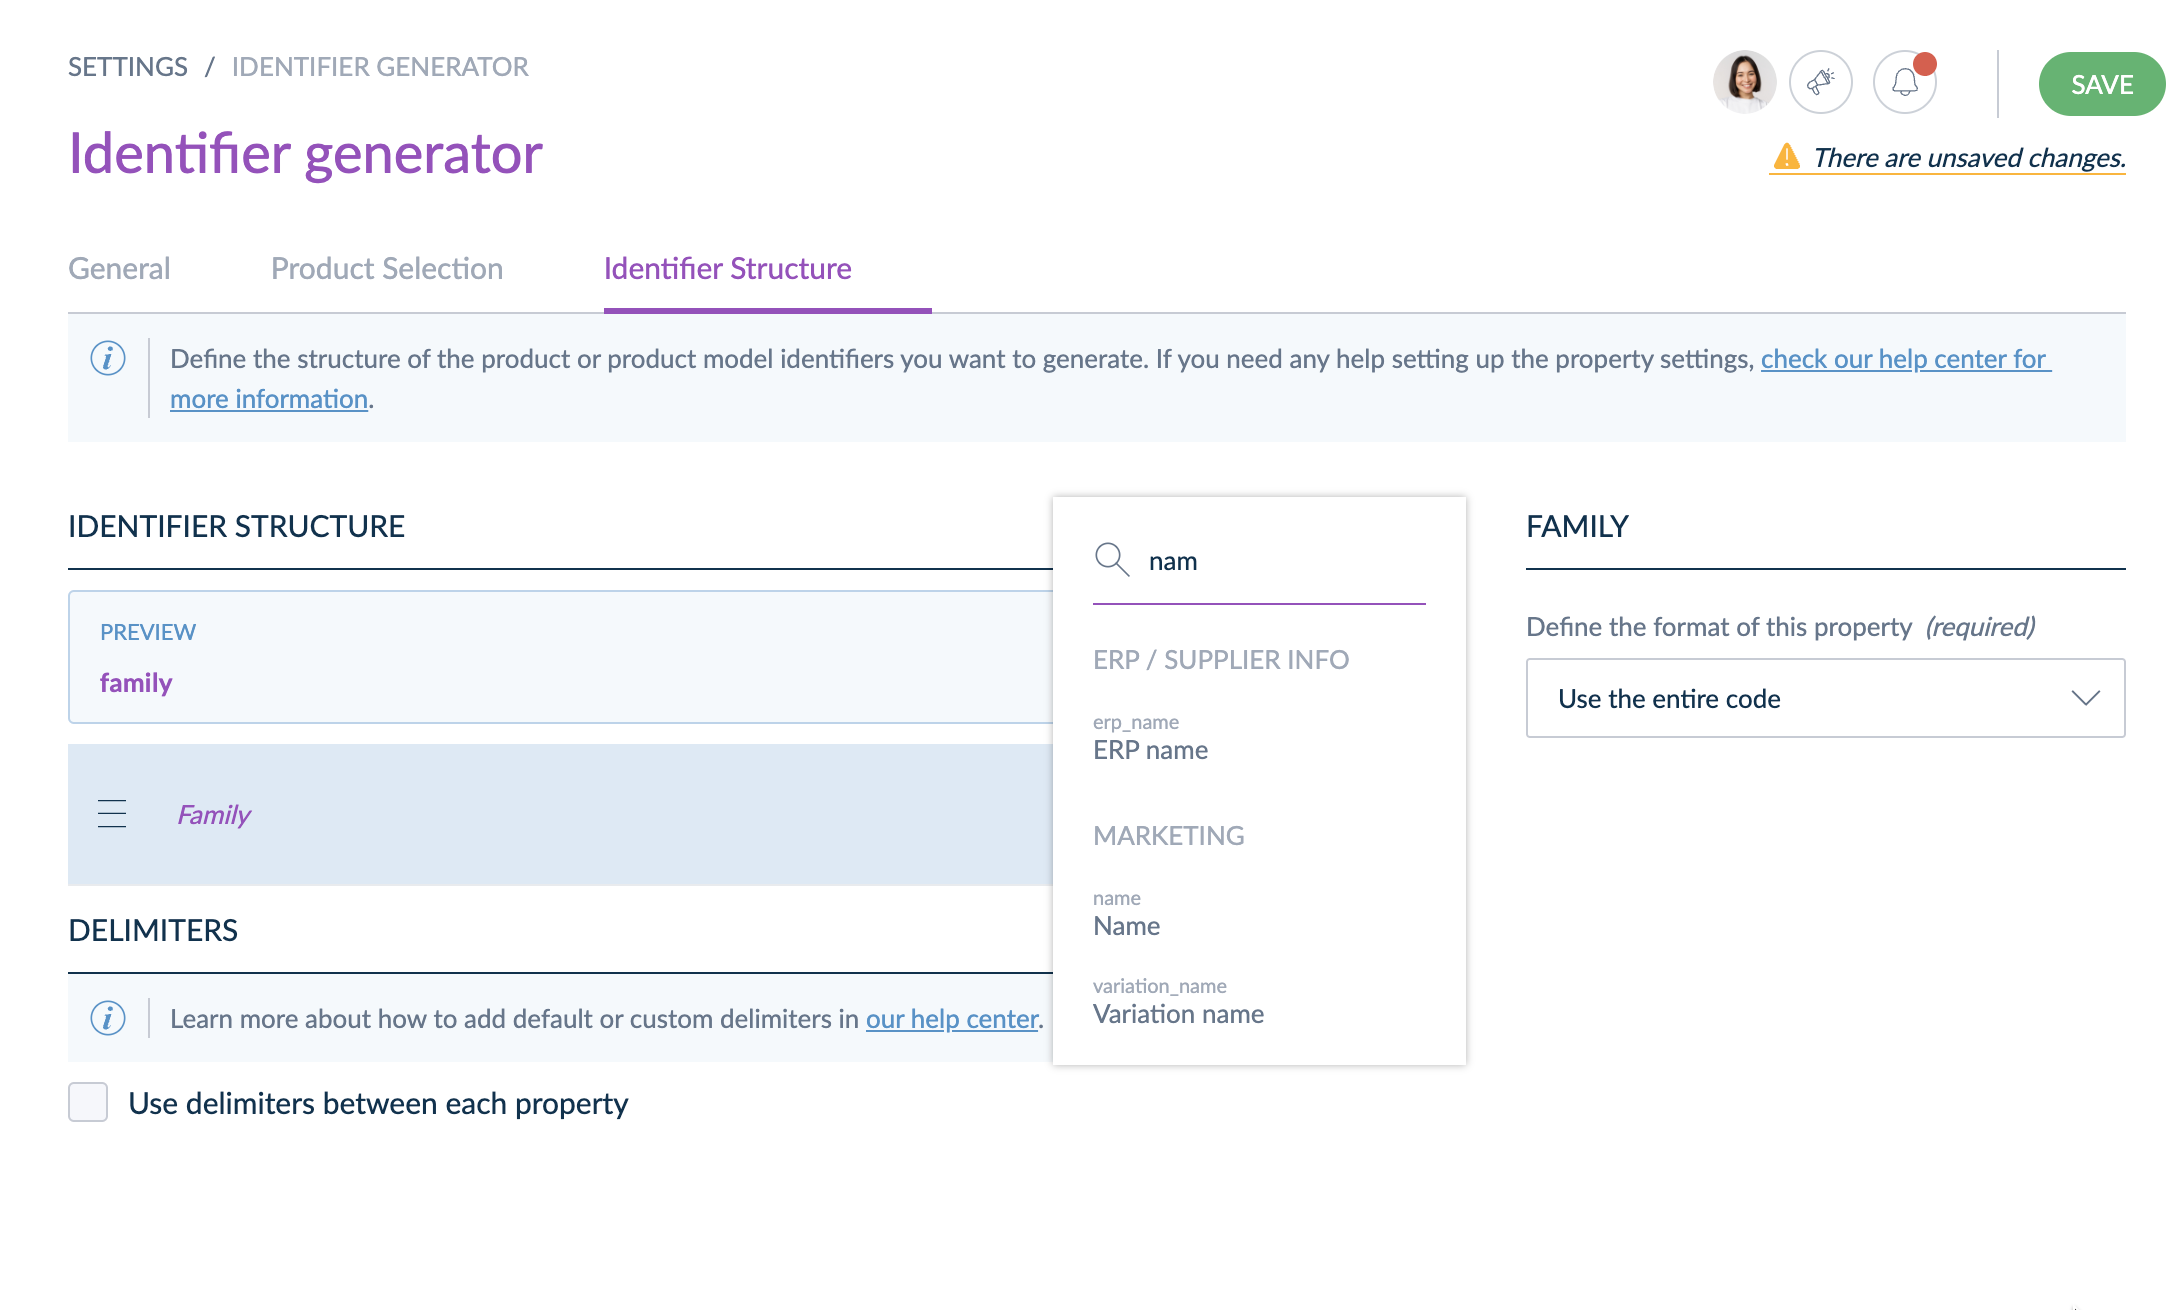 SETTINGS / IDENTIFIER GENERATOR
SAVE
Identifier generator
There are unsaved changes.
General
Product Selection
Identifier Structure
Define the structure of the product or product model identifiers you want to generate. If you need any help setting up the property settings, check our help center for
more information.
IDENTIFIER STRUCTURE
PREVIEW
family
Family
DELIMITERS
Learn more about how to add default or custom delimiters in our help center.
Use delimiters between each property
nam
ERP / SUPPLIER INFO
erp_name
ERP name
MARKETING
name
Name
variation_name
Variation name
FAMILY
Define the format of this property (required)
Use the entire code